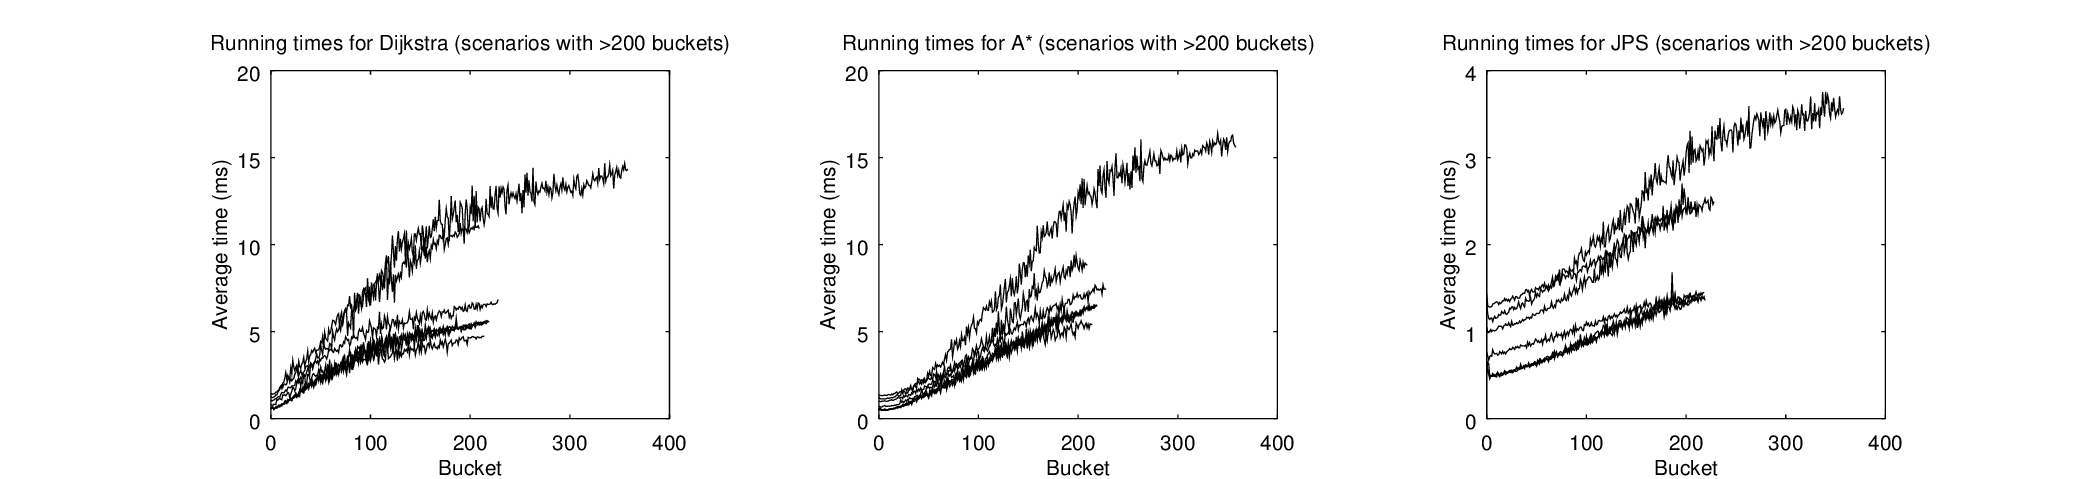 Running times for Dijkstra (scenarios with >200 buckets)
20
15
10
5
0
0 100 200 300 400
Average time (ms)
Bucket
Running times for A* (scenarios with >200 buckets)
20
15
10
5
0
0 100 200 300 400
Average time (ms)
Bucket
Running times for JPS (scenarios with >200 buckets)
4
3
2
1
0
0 100 200 300 400
Average time (ms)
Bucket